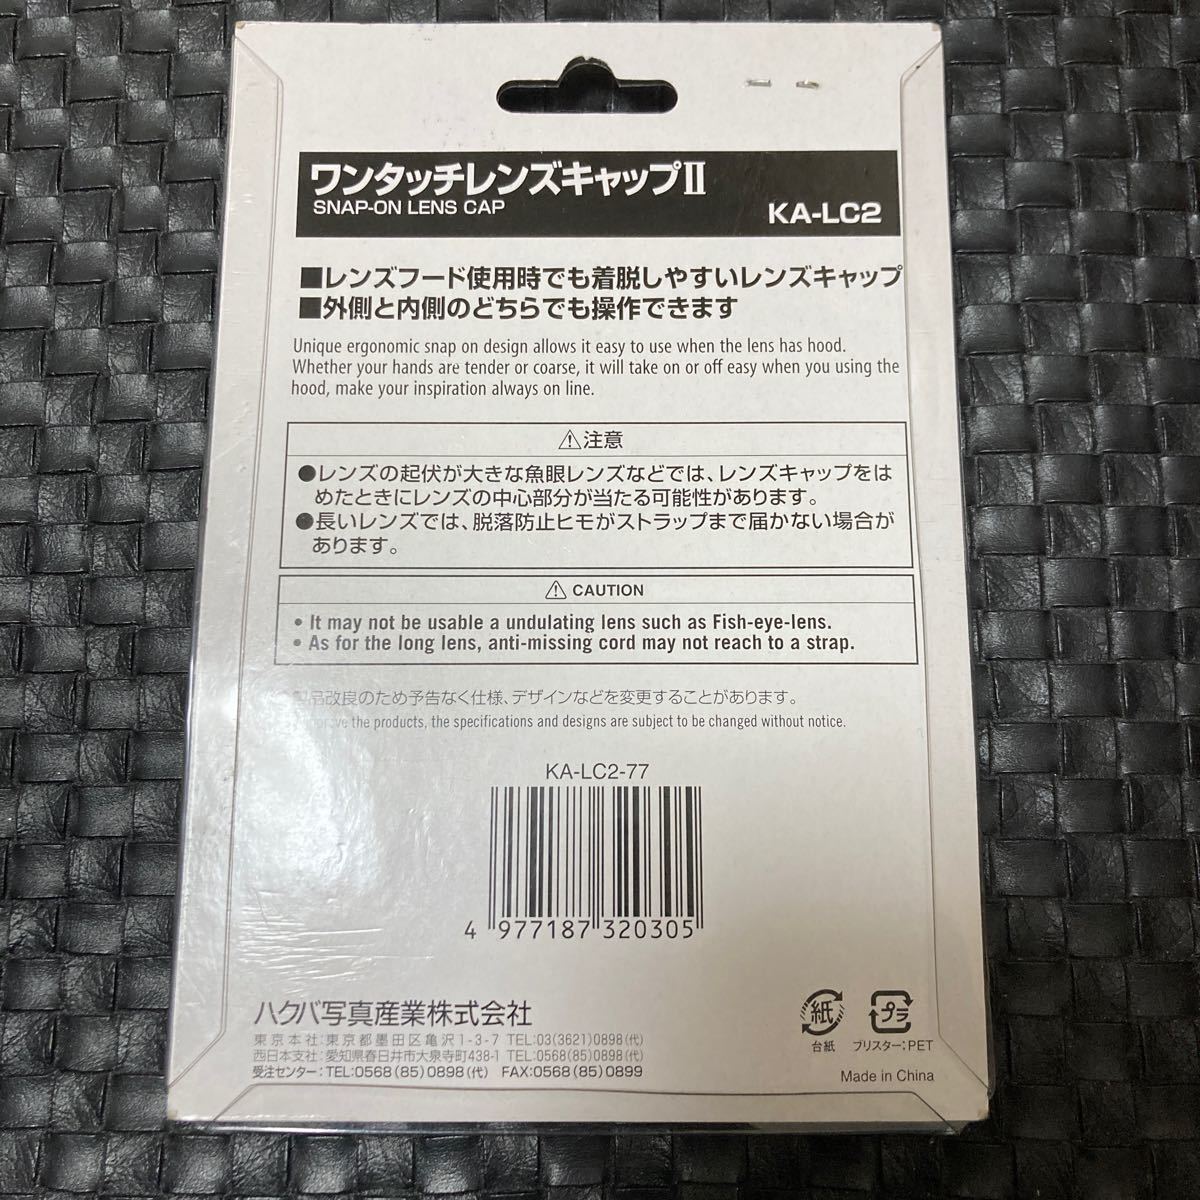 ワンタッチレンズキャップⅡ
SNAP-ON LENS CAP
KA-LC2
■レンズフード使用時でも着脱しやすいレンズキャップ
■外側と内側のどちらでも操作できます
Unique ergonomic snap on design allows it easy to use when the lens has hood.
Whether your hands are tender or coarse, it will take on or off easy when you using the
hood, make your inspiration always on line.
⚠注意
●レンズの起伏が大きな魚眼レンズなどでは、レンズキャップをは
めたときにレンズの中心部分が当たる可能性があります。
●長いレンズでは、脱落防止ヒモがストラップまで届かない場合が
あります。
⚠ CAUTION
• It may not be usable a undulating lens such as Fish-eye-lens.
• As for the long lens, anti-missing cord may not reach to a strap.
品改良のため予告なく仕様、デザインなどを変更することがあります。
the products, the specifications and designs are subject to be changed without notice.
KA-LC2-77
4 977187 320305
ハクバ写真産業株式会社
東京本社:東京都墨田区亀沢1-3-7 TEL:03(3621)0898(代)
西日本支社:愛知県春日井市大泉寺町438-1 TEL:0568(85)0898(代)
受注センター:TEL:0568(85)0898(代) FAX:0568(85)0899
紙
台紙
プラ
ブリスター:PET
Made in China